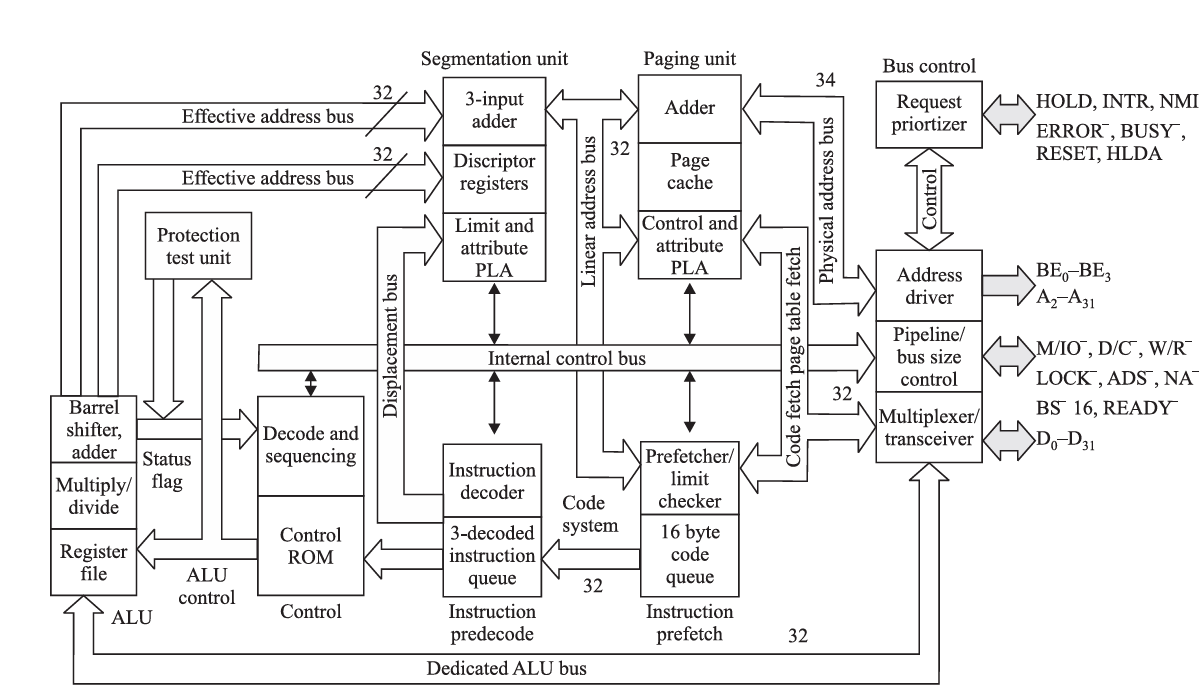 Segmentation unit
Paging unit
Bus control
32
Effective address bus
3-input
adder
32
Effective address bus
Discriptor
registers
Limit and
attribute
PLA
Linear address bus
32
Adder
Page
cache
Control and
attribute
PLA
34
Physical address bus
Request
priortizer
HOLD, INTR, NMI
ERROR¯, BUSY¯,
RESET, HLDA
Control
Address
driver
BE₀–BE₃
A₂–A₃₁
Pipeline/
bus size
control
M/IO¯, D/C¯, W/R¯
LOCK¯, ADS¯, NA¯
BS¯ 16, READY¯
Multiplexer/
transceiver
D₀–D₃₁
Protection
test unit
Displacement bus
Internal control bus
Code fetch page table fetch
32
Barrel
shifter,
adder
Multiply/
divide
Register
file
ALU
Status
flag
ALU
control
Decode and
sequencing
Control
ROM
Control
Instruction
decoder
3-decoded
instruction
queue
Instruction
predecode
Code
system
32
Prefetcher/
limit
checker
16 byte
code
queue
Instruction
prefetch
32
Dedicated ALU bus